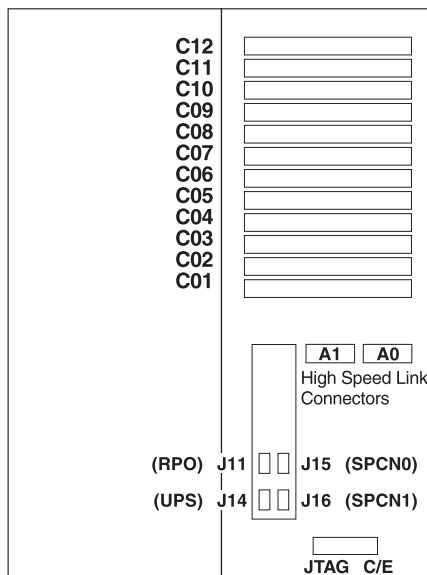 C12
C11
C10
C09
C08
C07
C06
C05
C04
C03
C02
C01
A1 A0
High Speed Link
Connectors
(RPO) J11 J15 (SPCN0)
(UPS) J14 J16 (SPCN1)
JTAG C/E